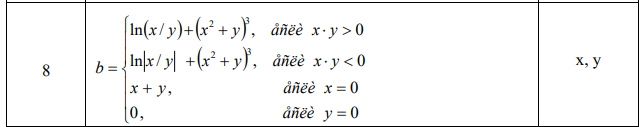 8
b = { ln(x/y)+(x² + y)³, åñëè x·y > 0
ln|x/y| +(x² + y)³, åñëè x·y < 0
x + y, åñëè x = 0
0, åñëè y = 0
x, y